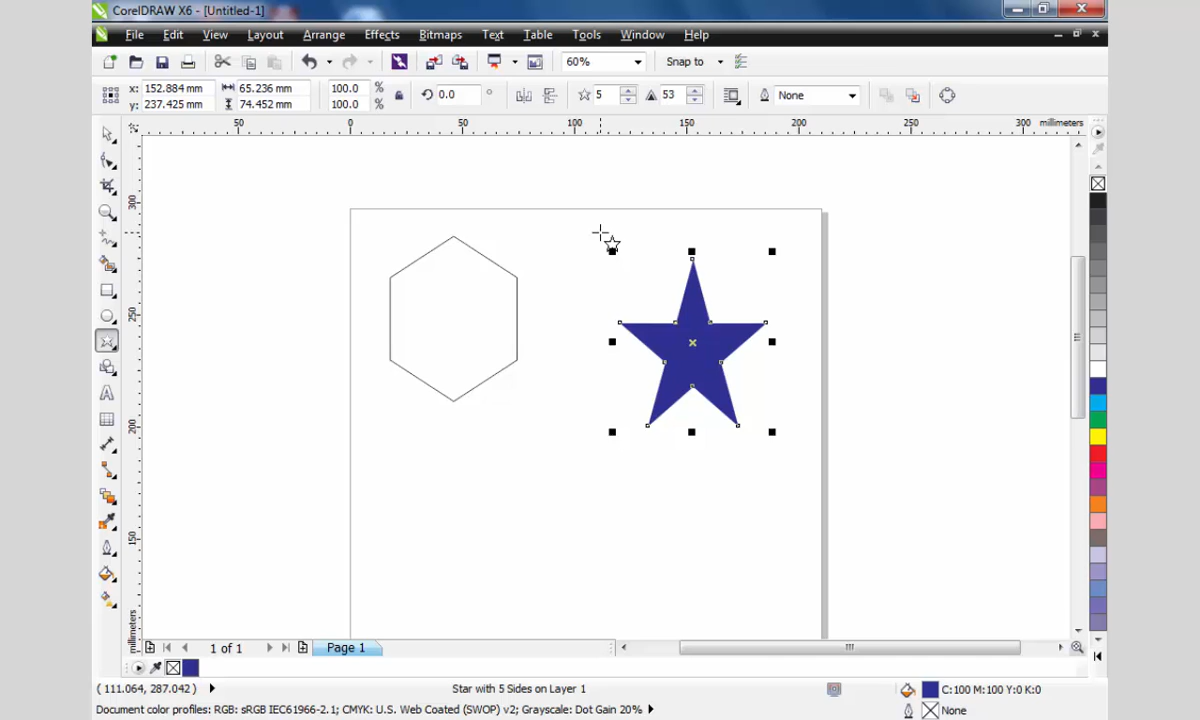 CorelDRAW X6 - [Untitled-1]
File Edit View Layout Arrange Effects Bitmaps Text Table Tools Window Help
60% Snap to
x: 152.884 mm 65.236 mm 100.0 % 0.0 ° 5 53 None
y: 237.425 mm 74.452 mm 100.0 %
50 0 50 100 150 200 250 300 millimeters
300
250
200
150
millimeters
1 of 1 Page 1
( 111.064, 287.042 ) Star with 5 Sides on Layer 1 C:100 M:100 Y:0 K:0
Document color profiles: RGB: sRGB IEC61966-2.1; CMYK: U.S. Web Coated (SWOP) v2; Grayscale: Dot Gain 20% None